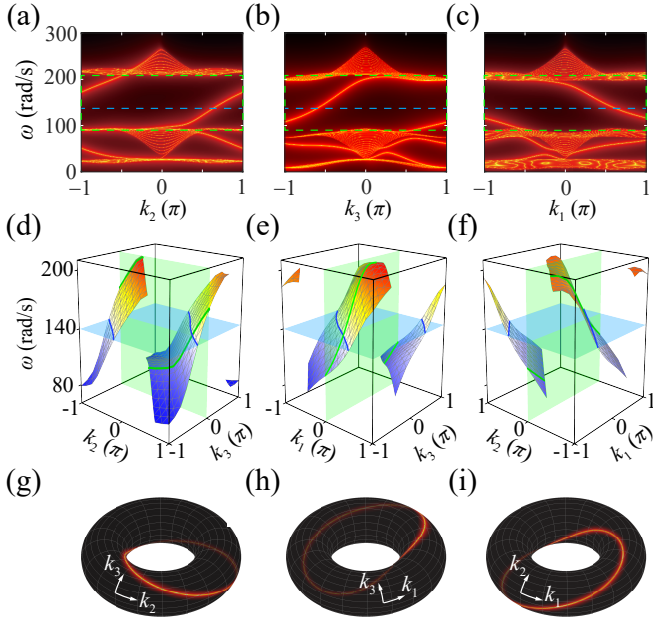 (a) (b) (c)
300
200
100
0
ω (rad/s)
−1 0 1 −1 0 1 −1 0 1
k₂ (π) k₃ (π) k₁ (π)
(d) (e) (f)
200
140
80
ω (rad/s)
-1 0 1 -1 0 1 -1 0 1 -1 0 1 1 0 -1 -1 0 1
k₂ (π) k₃ (π) k₁ (π) k₃ (π) k₂ (π) k₁ (π)
(g) (h) (i)
k₃ k₂ k₃ k₁ k₂ k₁